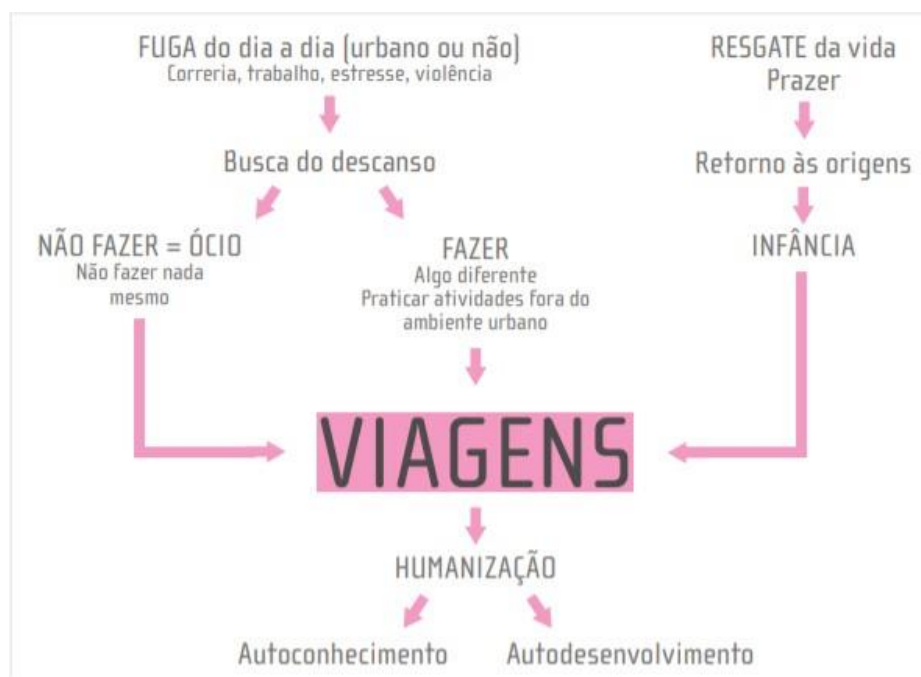 FUGA do dia a dia (urbano ou não)
Correria, trabalho, estresse, violência
RESGATE da vida
Prazer
Busca do descanso
Retorno às origens
NÃO FAZER = ÓCIO
Não fazer nada
mesmo
FAZER
Algo diferente
Praticar atividades fora do
ambiente urbano
INFÂNCIA
VIAGENS
HUMANIZAÇÃO
Autoconhecimento
Autodesenvolvimento